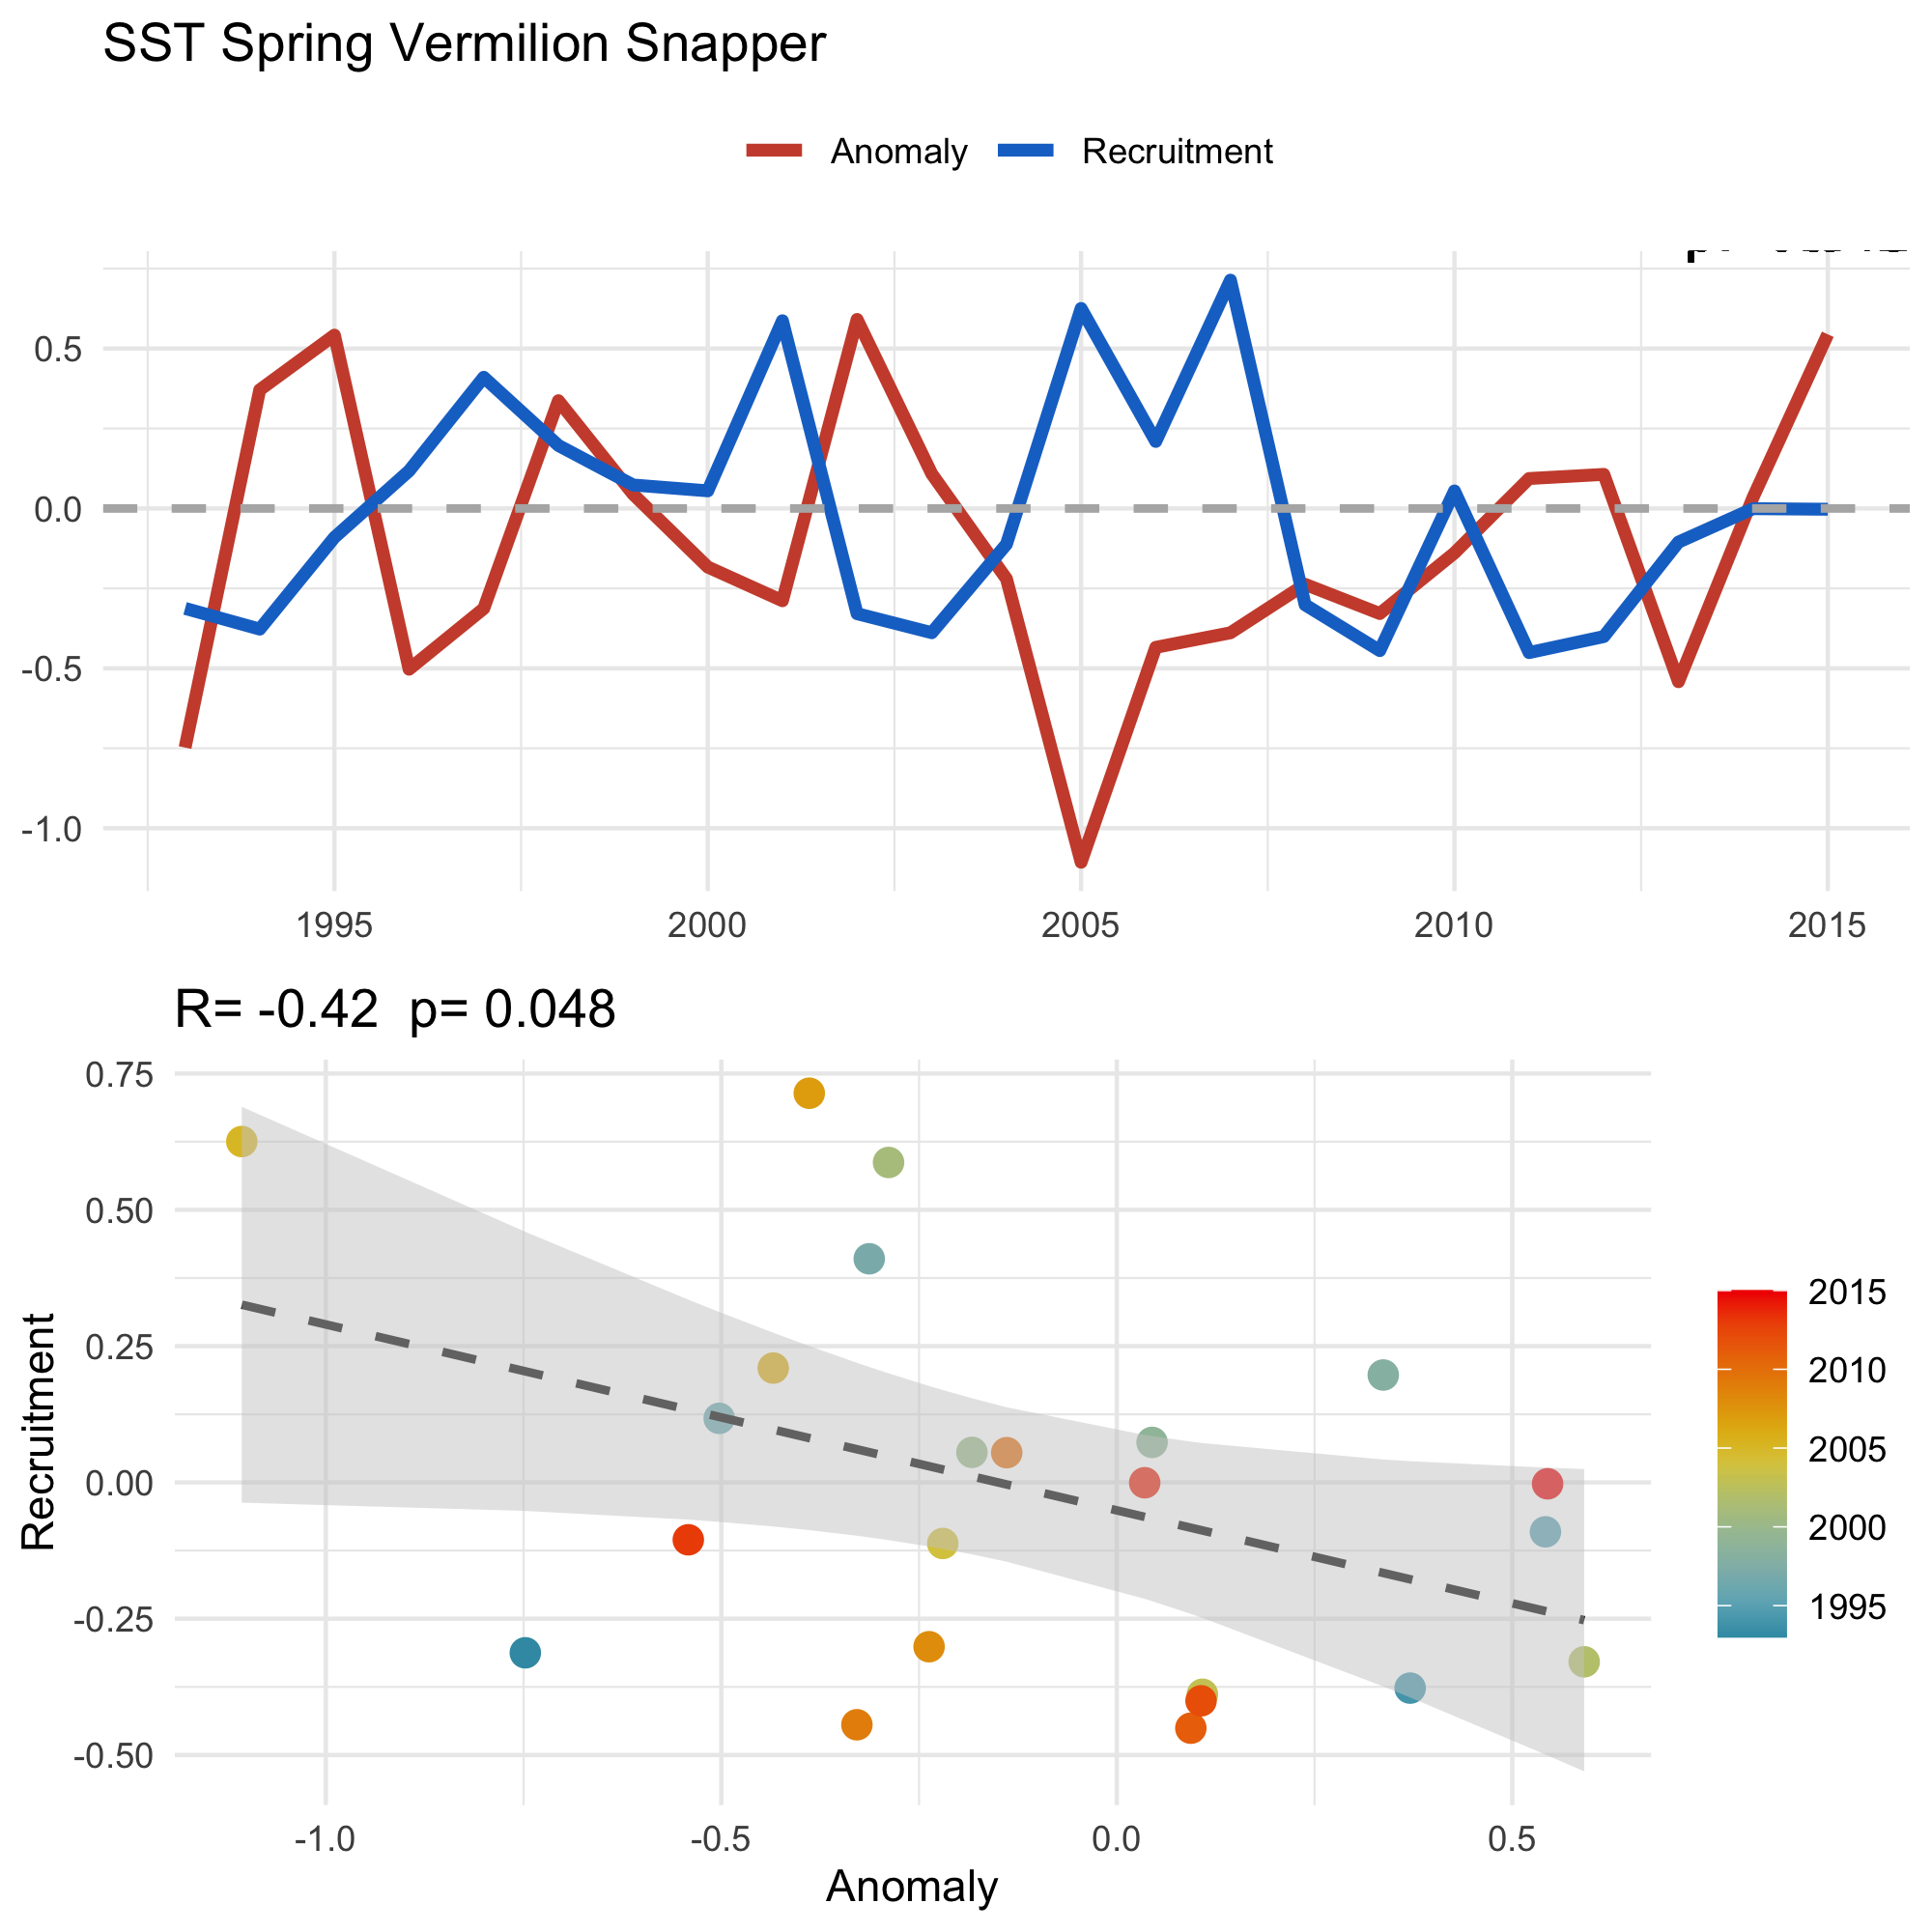 SST Spring Vermilion Snapper
Anomaly Recruitment
0.5
0.0
-0.5
-1.0
1995 2000 2005 2010 2015
R= -0.42 p= 0.048
0.75
0.50
0.25
0.00
-0.25
-0.50
Recruitment
-1.0 -0.5 0.0 0.5
Anomaly
2015
2010
2005
2000
1995